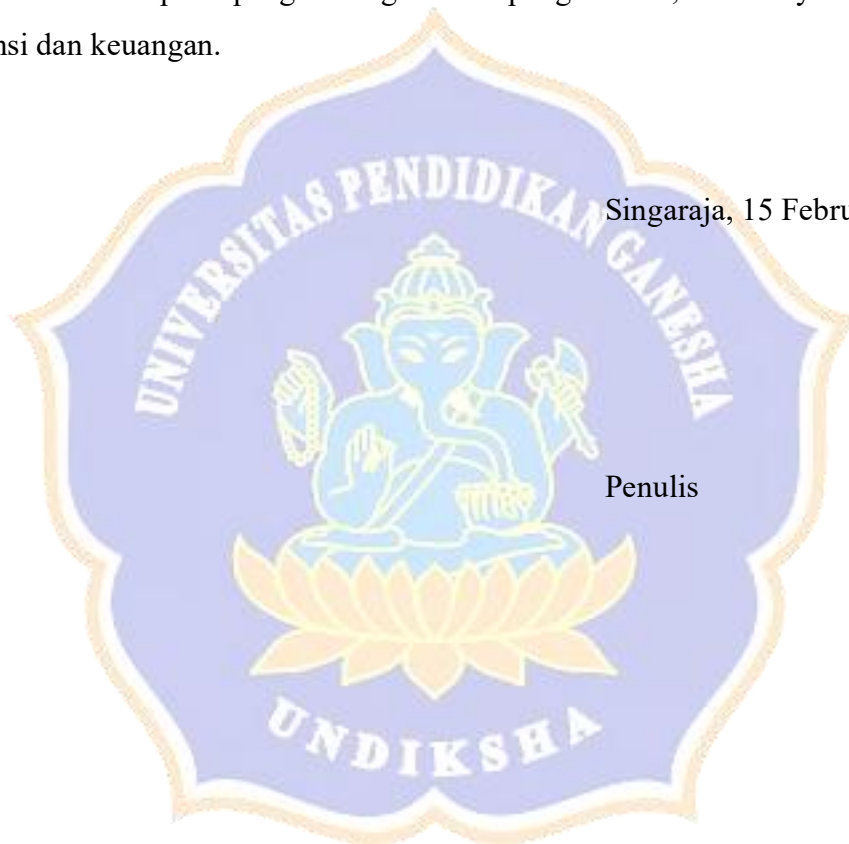 nsi dan keuangan.
UNIVERSITAS PENDIDIKAN GANESHA
Singaraja, 15 Febru
Penulis
UNDIKSHA